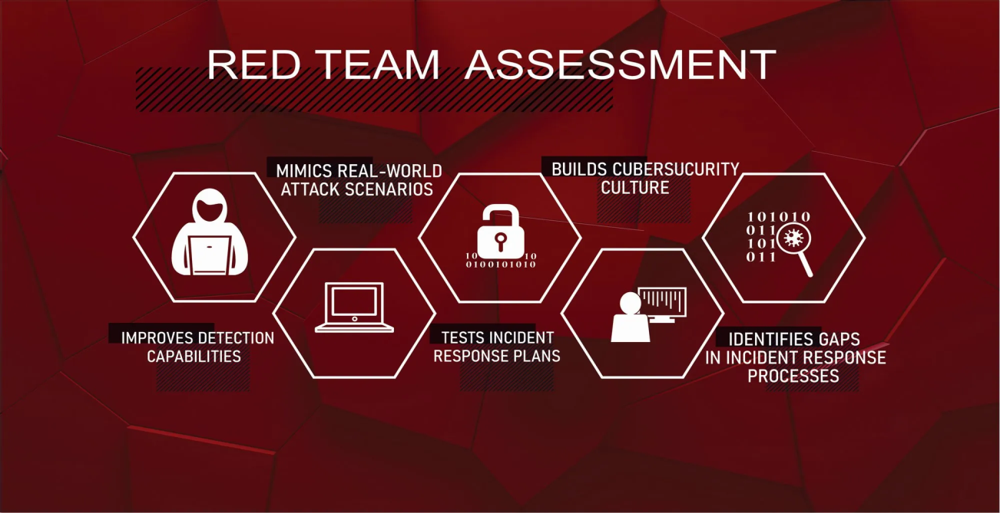 RED TEAM ASSESSMENT
MIMICS REAL-WORLD
ATTACK SCENARIOS
BUILDS CUBERSUCURITY
CULTURE
101010
011
101
011
10 10
0100101010
IMPROVES DETECTION
CAPABILITIES
TESTS INCIDENT
RESPONSE PLANS
IDENTIFIES GAPS
IN INCIDENT RESPONSE
PROCESSES